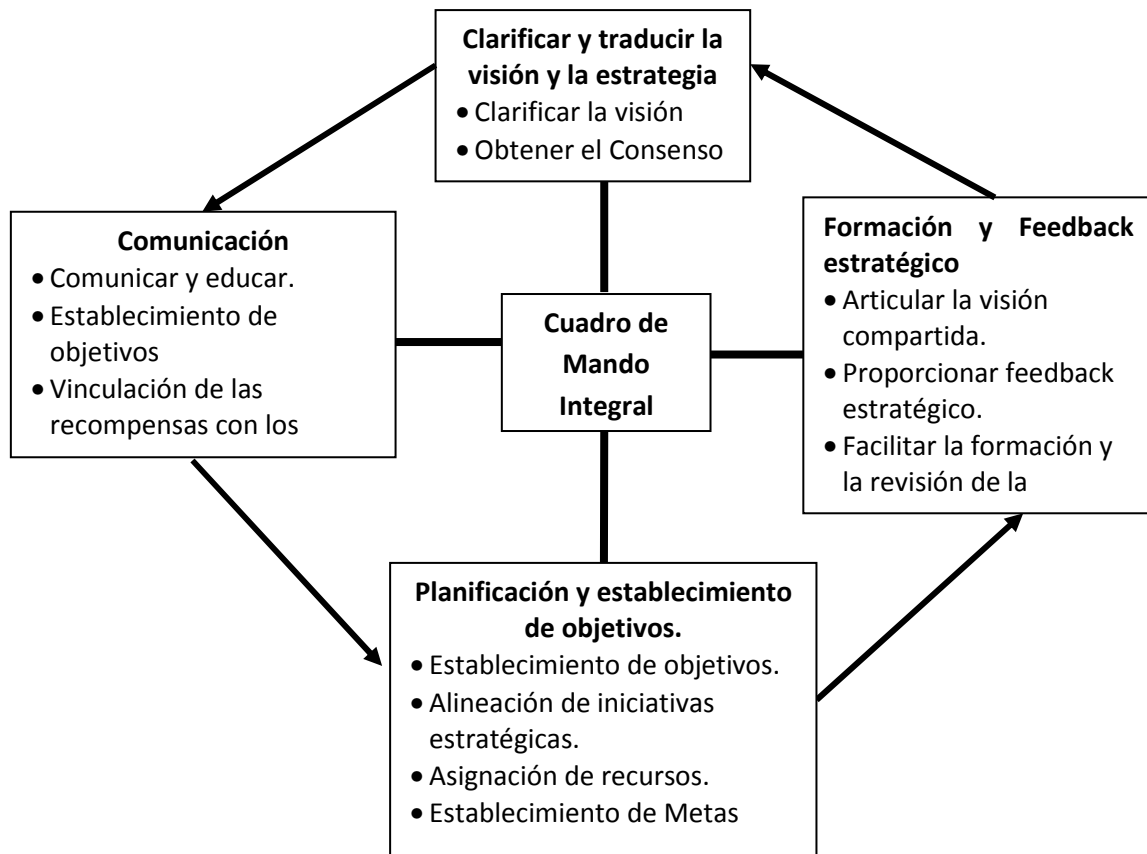 Clarificar y traducir la
visión y la estrategia
• Clarificar la visión
• Obtener el Consenso
Comunicación
• Comunicar y educar.
• Establecimiento de
objetivos
• Vinculación de las
recompensas con los
Cuadro de
Mando
Integral
Formación y Feedback
estratégico
• Articular la visión
compartida.
• Proporcionar feedback
estratégico.
• Facilitar la formación y
la revisión de la
Planificación y establecimiento
de objetivos.
• Establecimiento de objetivos.
• Alineación de iniciativas
estratégicas.
• Asignación de recursos.
• Establecimiento de Metas